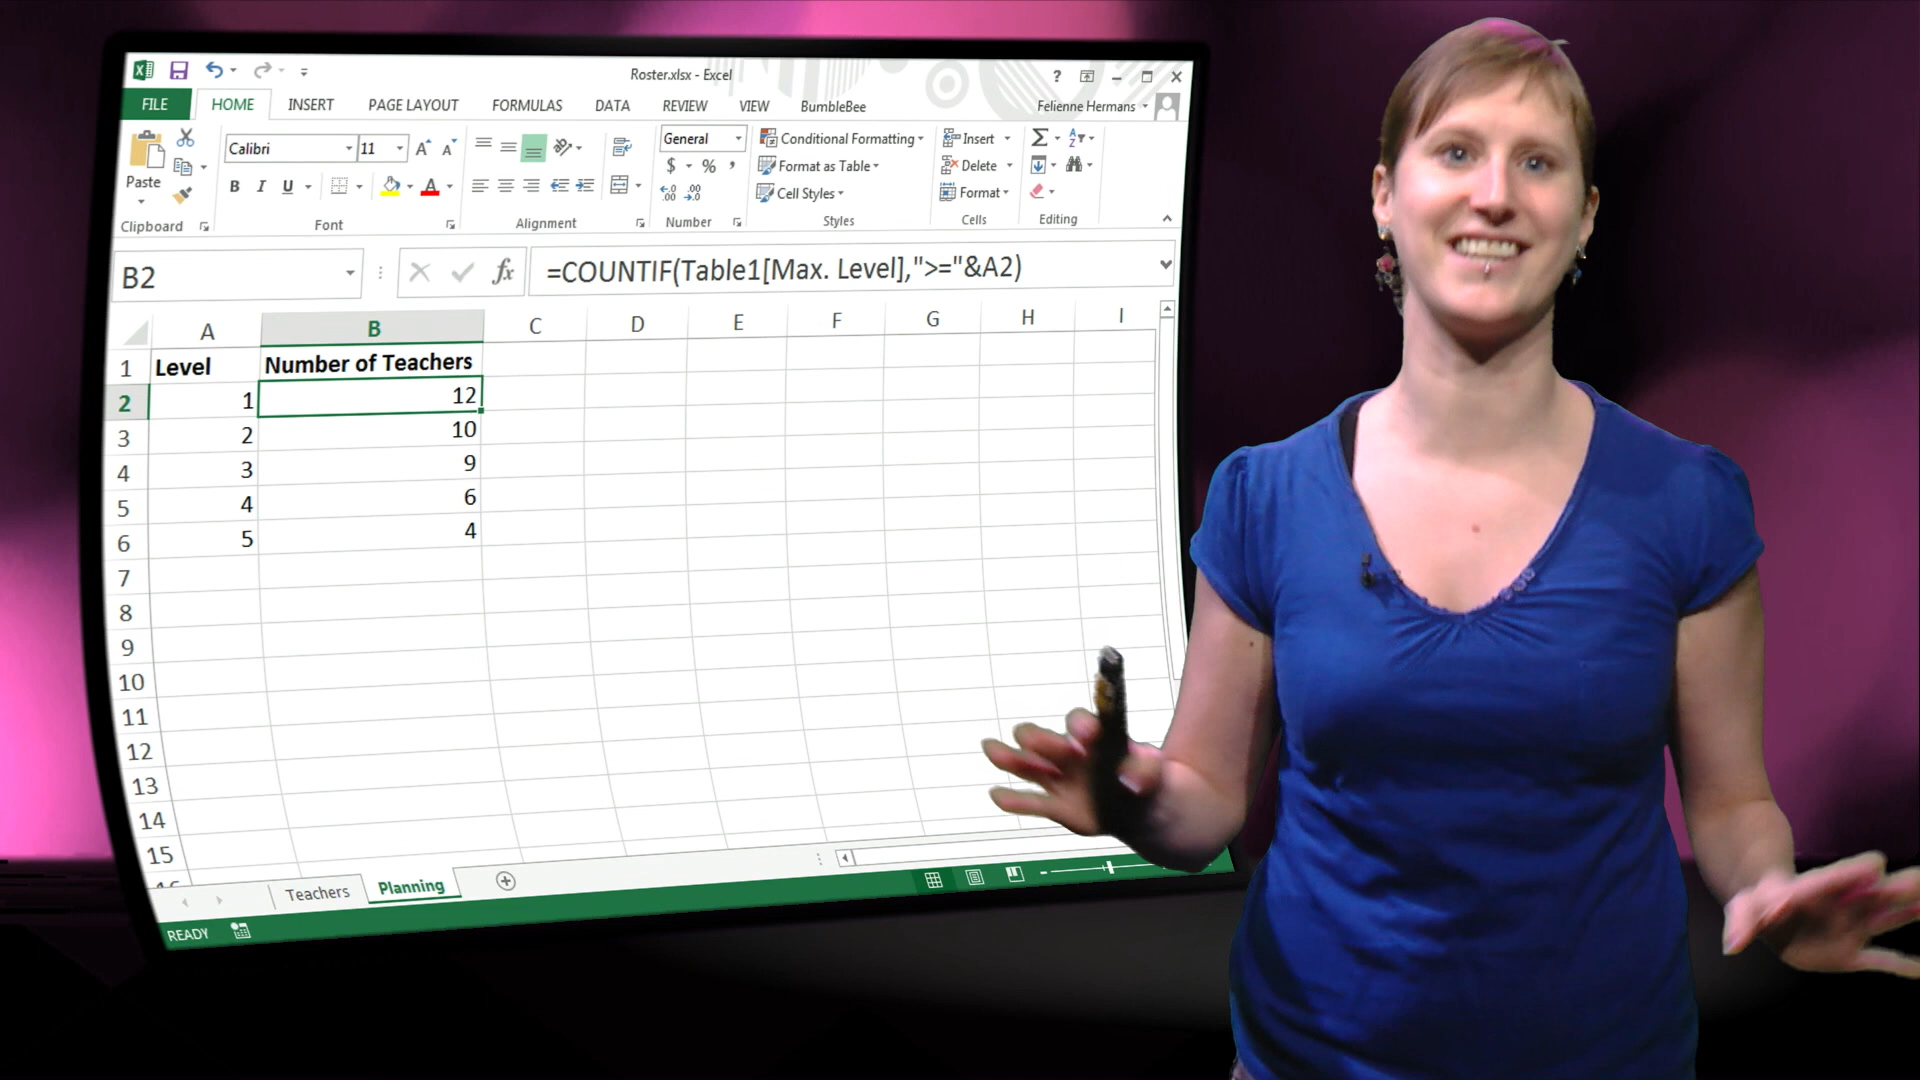 Roster.xlsx - Excel
?
FILE HOME INSERT PAGE LAYOUT FORMULAS DATA REVIEW VIEW BumbleBee Felienne Hermans
Calibri 11 General Conditional Formatting Insert Σ
Paste $ % , Format as Table Delete
B I U A Cell Styles Format
Clipboard Font Alignment Number Styles Cells Editing
B2 fx =COUNTIF(Table1[Max. Level],">="&A2)
A B C D E F G H I
1 Level Number of Teachers
2 1 12
3 2 10
4 3 9
5 4 6
6 5 4
7
8
9
10
11
12
13
14
15
16
Teachers Planning
READY